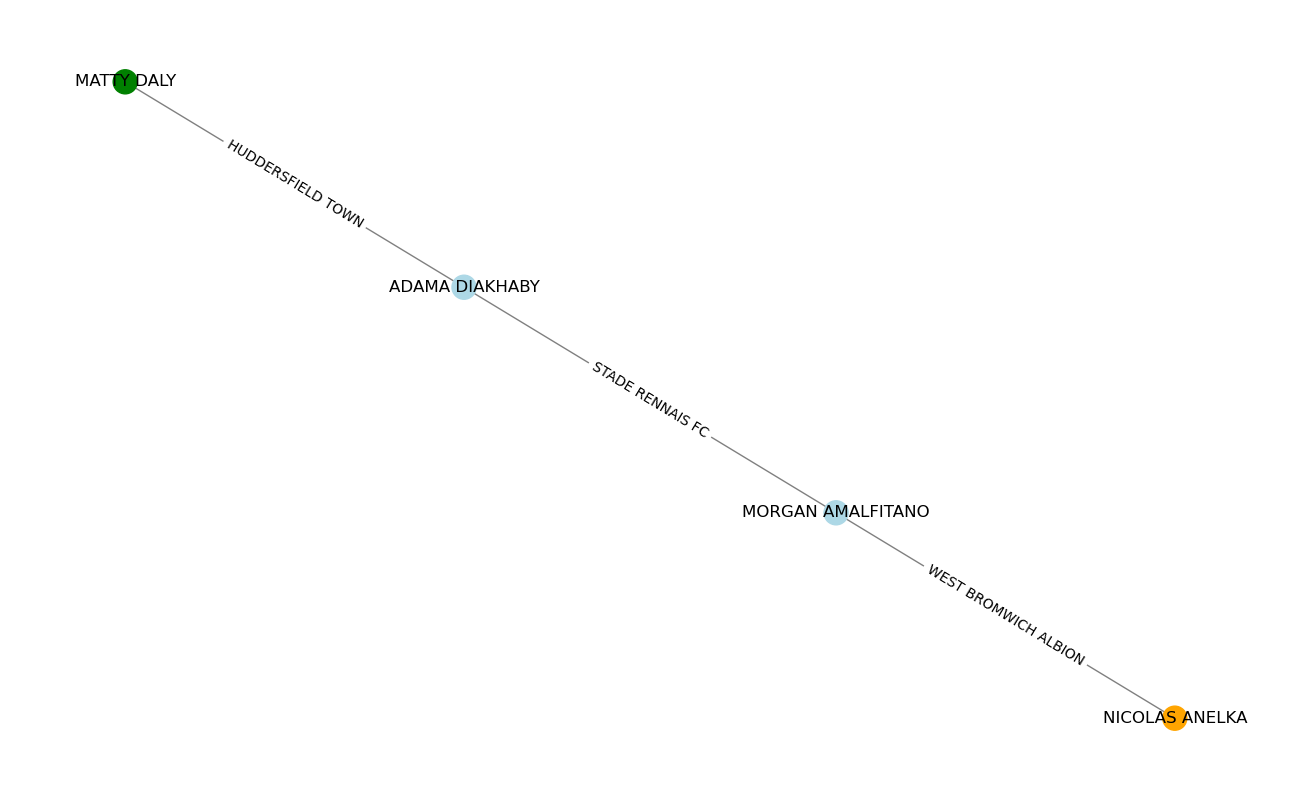 MATTY DALY
HUDDERSFIELD TOWN
ADAMA DIAKHABY
STADE RENNAIS FC
MORGAN AMALFITANO
WEST BROMWICH ALBION
NICOLAS ANELKA